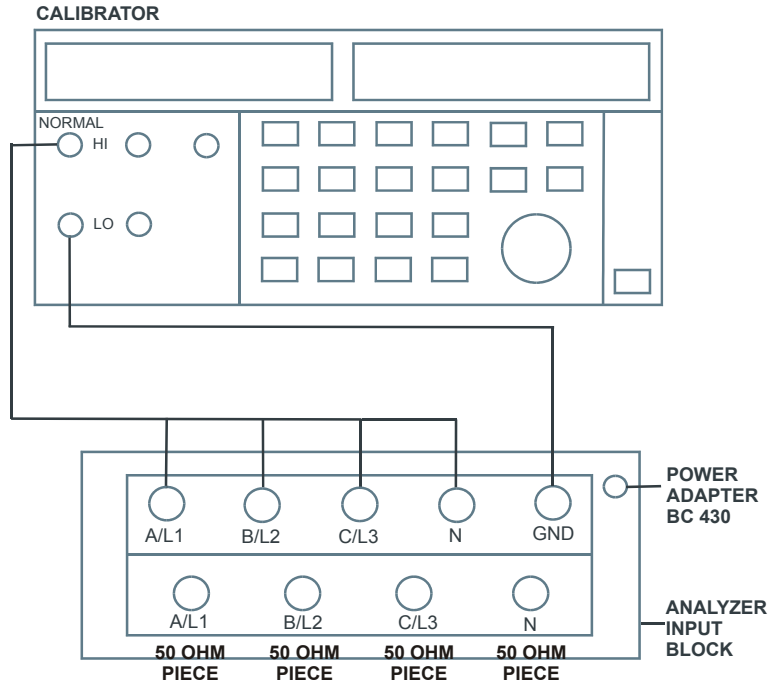 CALIBRATOR
NORMAL
HI
LO
POWER
ADAPTER
BC 430
A/L1 B/L2 C/L3 N GND
A/L1 B/L2 C/L3 N
ANALYZER
INPUT
BLOCK
50 OHM 50 OHM 50 OHM 50 OHM
PIECE PIECE PIECE PIECE